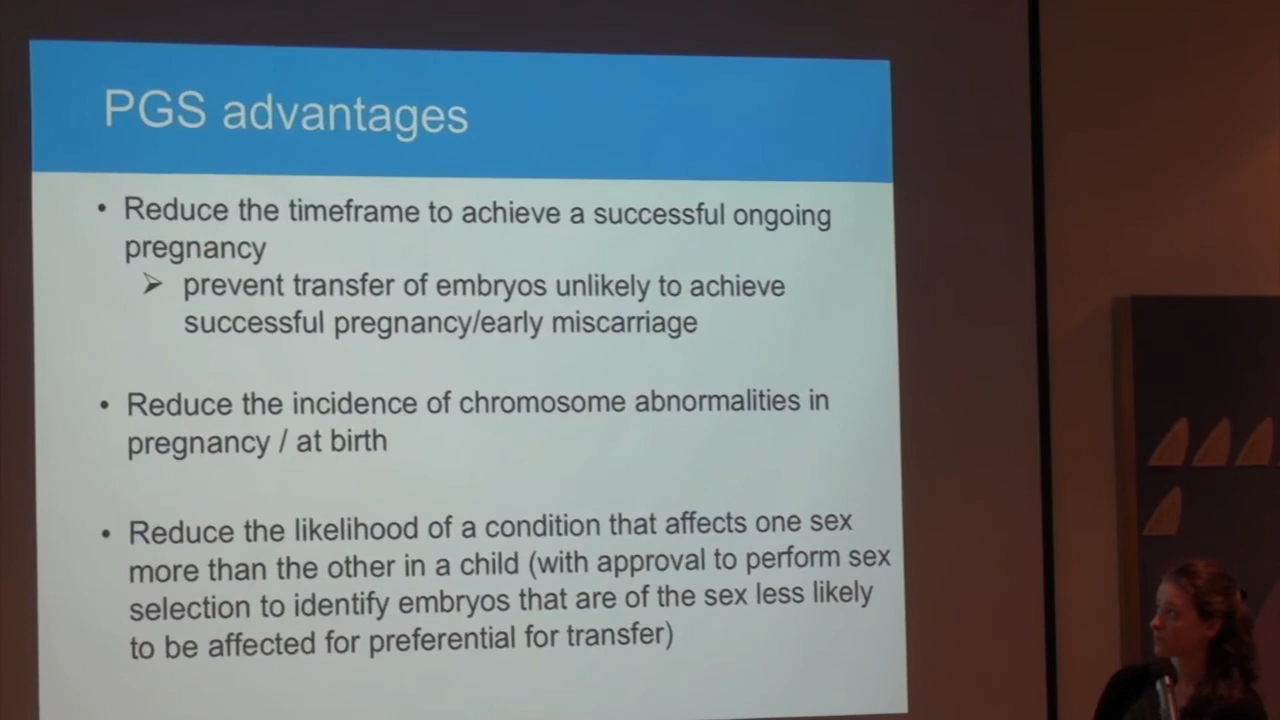 PGS advantages
• Reduce the timeframe to achieve a successful ongoing
pregnancy
➢ prevent transfer of embryos unlikely to achieve
successful pregnancy/early miscarriage
• Reduce the incidence of chromosome abnormalities in
pregnancy / at birth
• Reduce the likelihood of a condition that affects one sex
more than the other in a child (with approval to perform sex
selection to identify embryos that are of the sex less likely
to be affected for preferential for transfer)